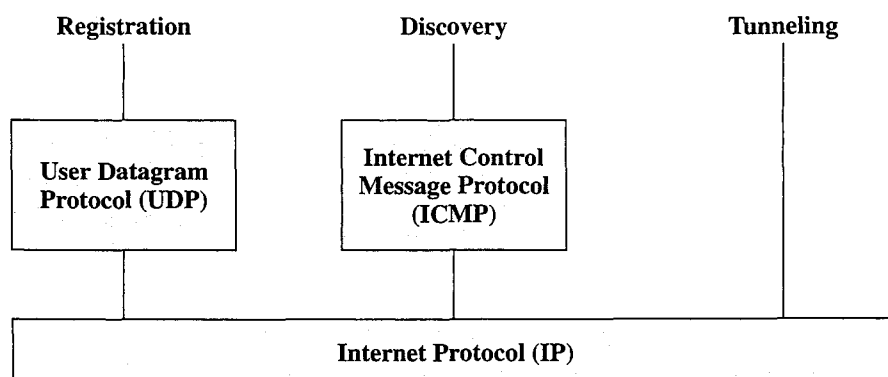 Registration
Discovery
Tunneling
User Datagram
Protocol (UDP)
Internet Control
Message Protocol
(ICMP)
Internet Protocol (IP)